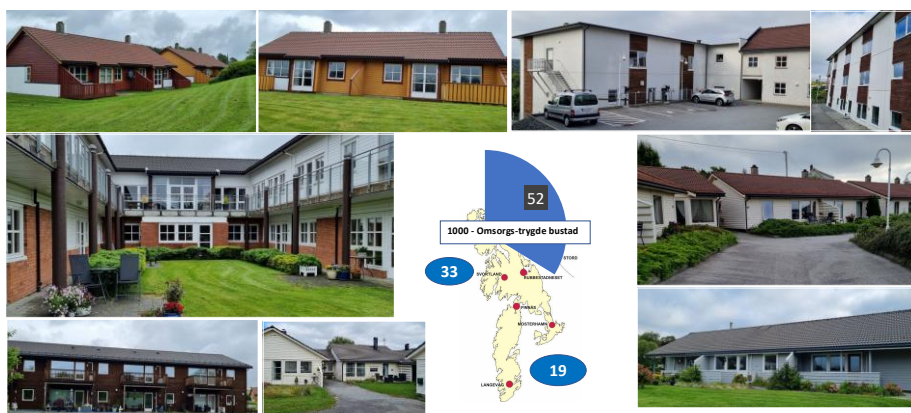 52
1000 - Omsorgs-trygde bustad
STORD
33
SVORTLAND
RUBBESTADNESET
FINNÅS
MOSTERHAMN
19
LANGEVÅG